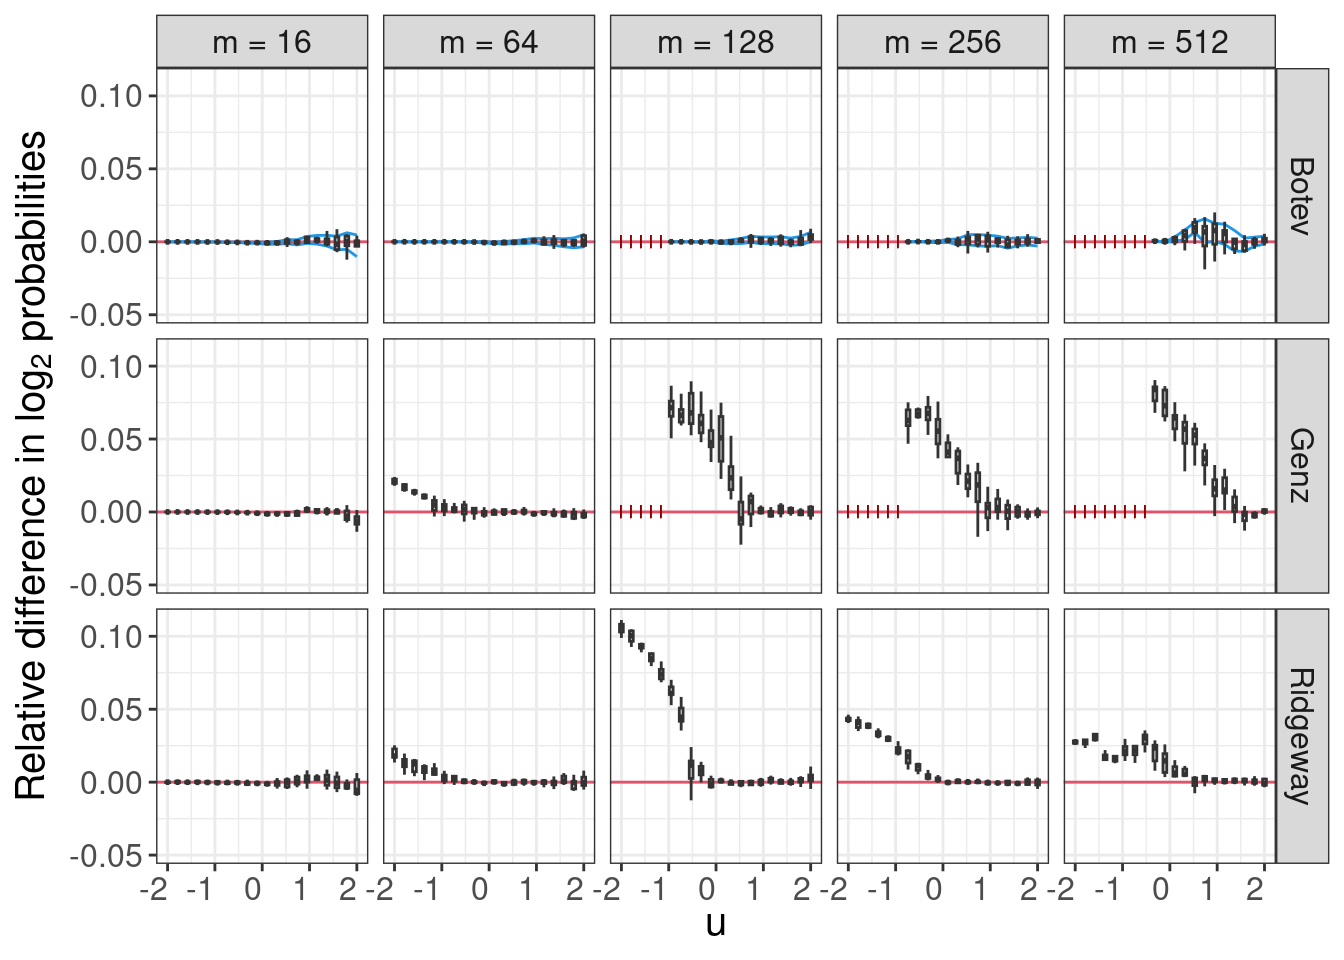 m = 16
m = 64
m = 128
m = 256
m = 512
Relative difference in log₂ probabilities
0.10
0.05
0.00
-0.05
Botev
0.10
0.05
0.00
-0.05
Genz
0.10
0.05
0.00
-0.05
Ridgeway
-2 -1 0 1 2
-2 -1 0 1 2
-2 -1 0 1 2
-2 -1 0 1 2
-2 -1 0 1 2
u